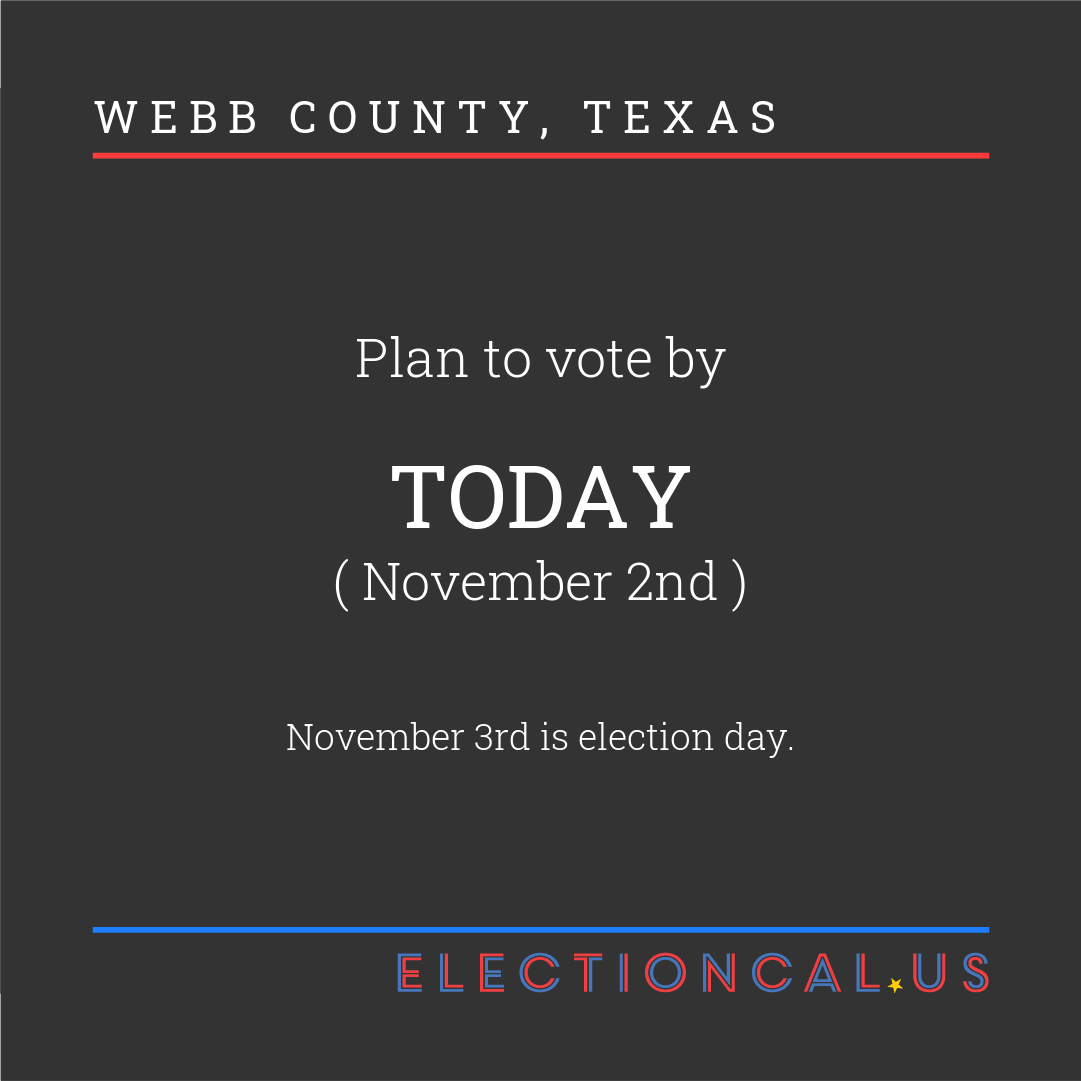 WEBB COUNTY, TEXAS
Plan to vote by
TODAY
( November 2nd )
November 3rd is election day.
ELECTIONCAL.US